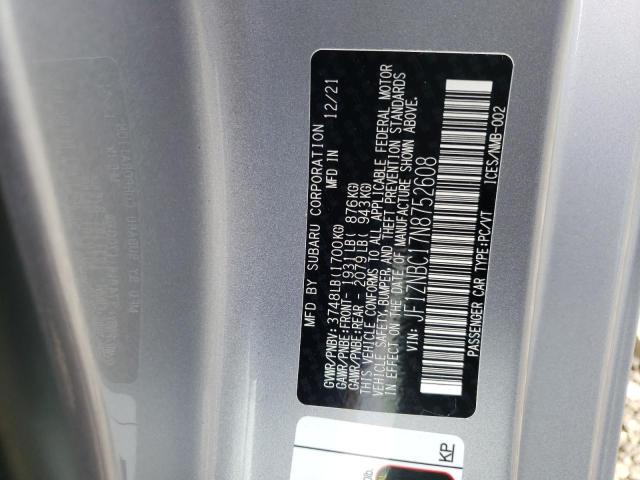 MFD BY SUBARU CORPORATION 12/21
MFD IN
GVWR/PNBV: 3748LB(1700KG)
GAWR/PNBE:FRONT- 1931LB( 876KG)
GAWR/PNBE:REAR - 2079LB( 943KG)
THIS VEHICLE CONFORMS TO ALL APPLICABLE FEDERAL MOTOR
VEHICLE SAFETY, BUMPER, AND THEFT PREVENTION STANDARDS
IN EFFECT ON THE DATE OF MANUFACTURE SHOWN ABOVE.
VIN: JF1ZNBC17N8752608
PASSENGER CAR TYPE:PC/VT ICES/NMB-002
KP